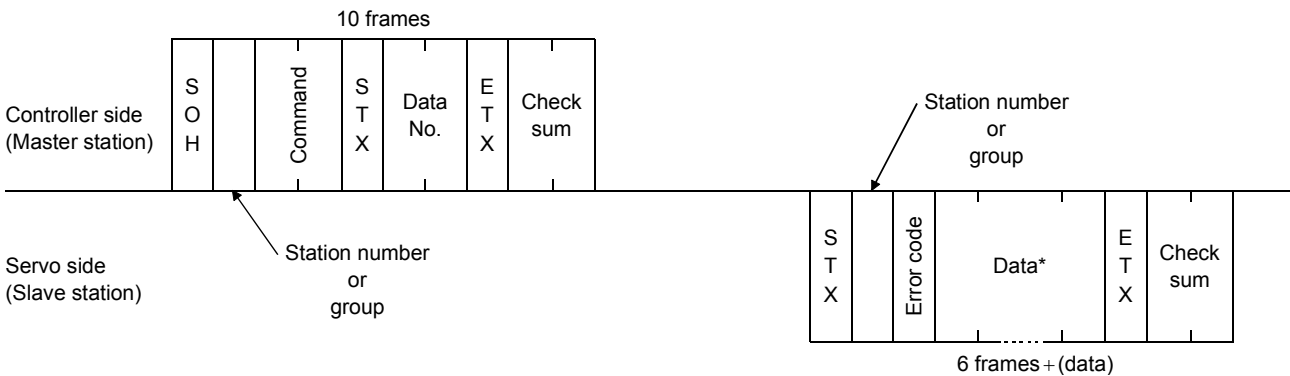 10 frames
Controller side
(Master station)
S
O
H
Command
S
T
X
Data
No.
E
T
X
Check
sum
Station number
or
group
Station number
or
group
Servo side
(Slave station)
S
T
X
Error code
Data*
E
T
X
Check
sum
6 frames+(data)